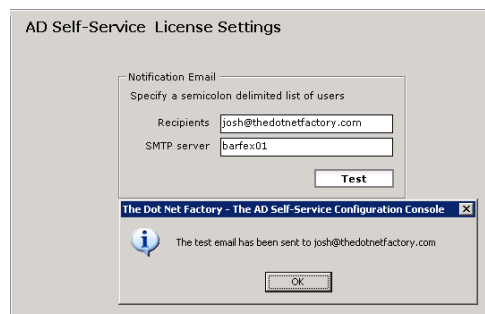 AD Self-Service License Settings
Notification Email
Specify a semicolon delimited list of users
Recipients josh@thedotnetfactory.com
SMTP server barfex01
Test
The Dot Net Factory - The AD Self-Service Configuration Console
The test email has been sent to josh@thedotnetfactory.com
OK